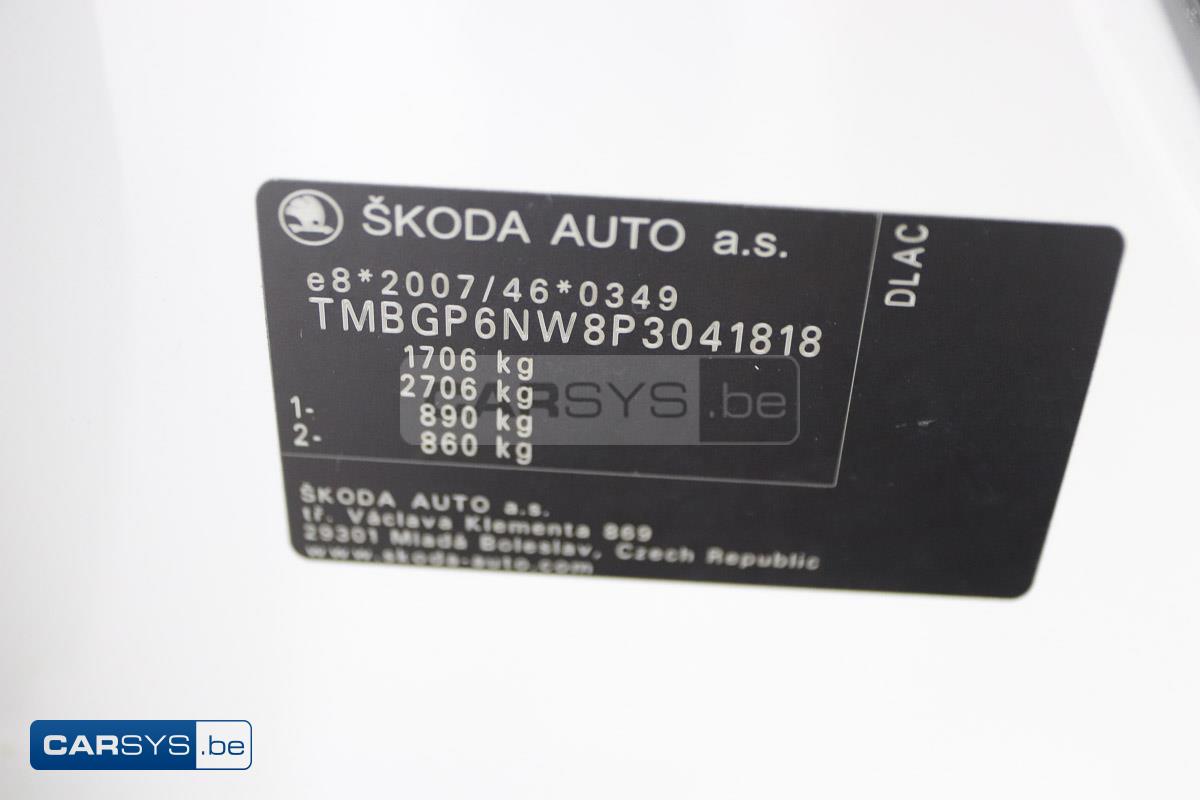 ŠKODA AUTO a.s.
DLAC
e8*2007/46*0349
TMBGP6NW8P3041818
1706 kg
2706 kg
1- 890 kg
2- 860 kg
ŠKODA AUTO a.s.
tř. Václava Klementa 869
29301 Mladá Boleslav, Czech Republic
www.skoda-auto.com
CARSYS.be
CARSYS.be